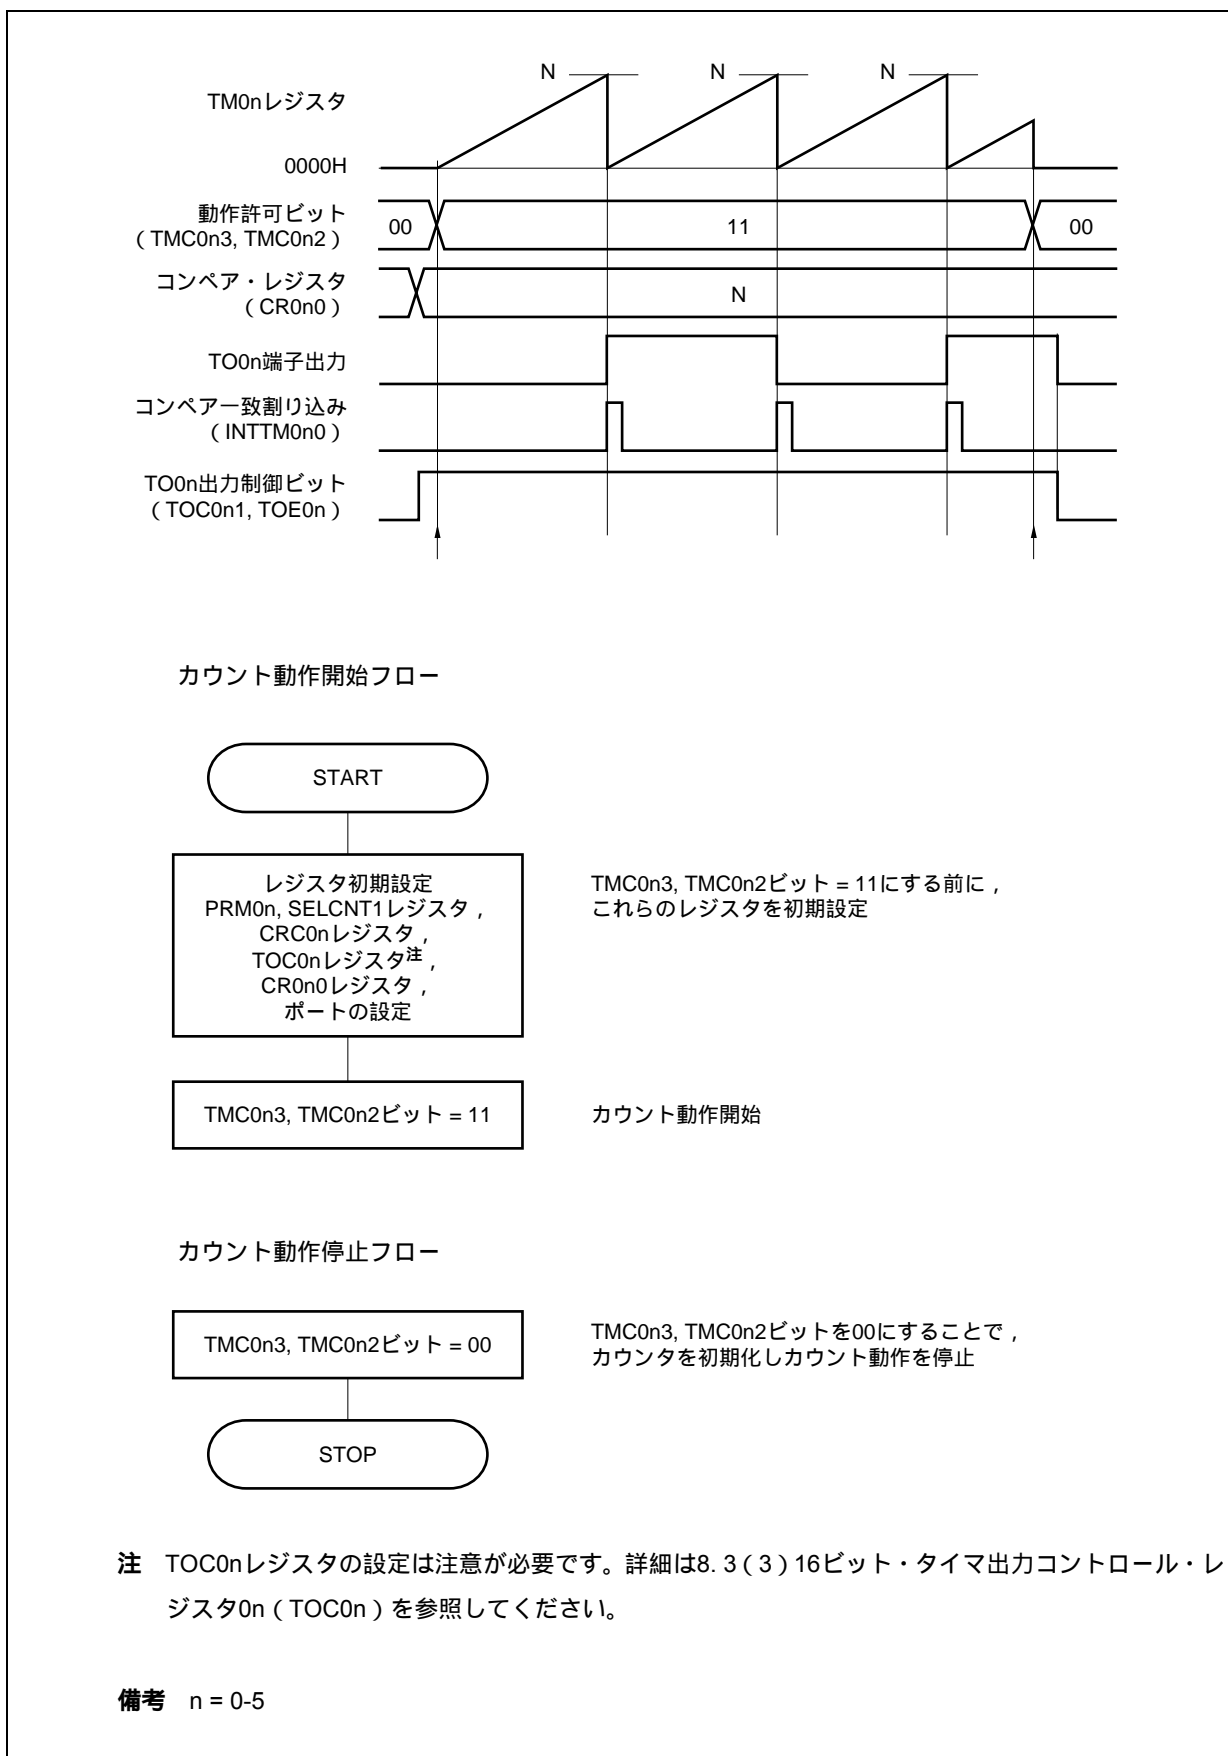 N N N
TM0nレジスタ
0000H
動作許可ビット
（TMC0n3, TMC0n2）
00 11 00
コンペア・レジスタ
（CR0n0）
N
TO0n端子出力
コンペア一致割り込み
（INTTM0n0）
TO0n出力制御ビット
（TOC0n1, TOE0n）
カウント動作開始フロー
START
レジスタ初期設定
PRM0n, SELCNT1レジスタ，
CRC0nレジスタ，
TOC0nレジスタ注，
CR0n0レジスタ，
ポートの設定
TMC0n3, TMC0n2ビット = 11にする前に，
これらのレジスタを初期設定
TMC0n3, TMC0n2ビット = 11
カウント動作開始
カウント動作停止フロー
TMC0n3, TMC0n2ビット = 00
TMC0n3, TMC0n2ビットを00にすることで，
カウンタを初期化しカウント動作を停止
STOP
注 TOC0nレジスタの設定は注意が必要です。詳細は8. 3（3）16ビット・タイマ出力コントロール・レ
ジスタ0n（TOC0n）を参照してください。
備考 n = 0-5